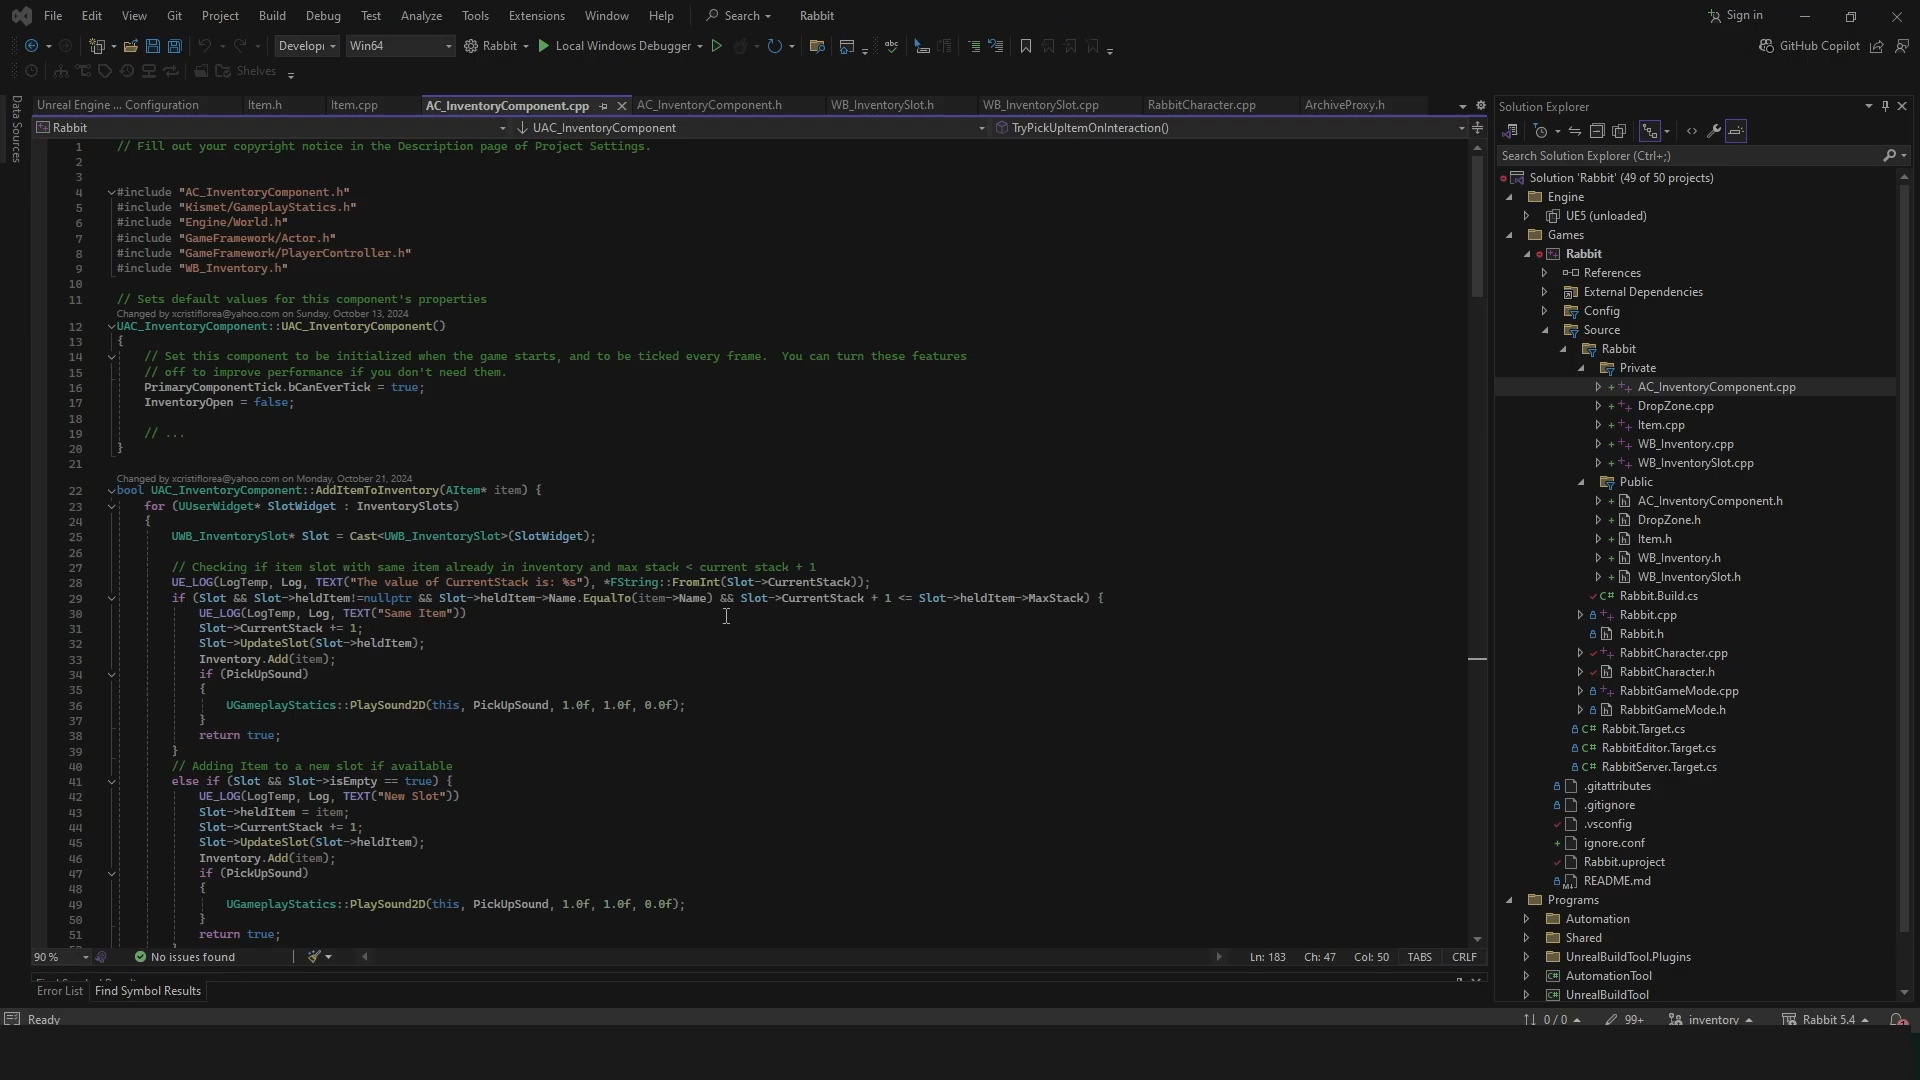 File Edit View Git Project Build Debug Test Analyze Tools Extensions Window Help Search Rabbit Sign in
Develop Win64 Rabbit Local Windows Debugger GitHub Copilot
Shelves
Data Sources
Unreal Engine ... Configuration Item.h Item.cpp AC_InventoryComponent.cpp AC_InventoryComponent.h WB_InventorySlot.h WB_InventorySlot.cpp RabbitCharacter.cpp ArchiveProxy.h
Rabbit UAC_InventoryComponent TryPickUpItemOnInteraction()
1 // Fill out your copyright notice in the Description page of Project Settings.
2
3
4 #include "AC_InventoryComponent.h"
5 #include "Kismet/GameplayStatics.h"
6 #include "Engine/World.h"
7 #include "GameFramework/Actor.h"
8 #include "GameFramework/PlayerController.h"
9 #include "WB_Inventory.h"
10
11 // Sets default values for this component's properties
Changed by xcristiflorea@yahoo.com on Sunday, October 13, 2024
12 UAC_InventoryComponent::UAC_InventoryComponent()
13 {
14 // Set this component to be initialized when the game starts, and to be ticked every frame.  You can turn these features
15 // off to improve performance if you don't need them.
16 PrimaryComponentTick.bCanEverTick = true;
17 InventoryOpen = false;
18
19 // ...
20 }
21
Changed by xcristiflorea@yahoo.com on Monday, October 21, 2024
22 bool UAC_InventoryComponent::AddItemToInventory(AItem* item) {
23 for (UUserWidget* SlotWidget : InventorySlots)
24 {
25 UWB_InventorySlot* Slot = Cast<UWB_InventorySlot>(SlotWidget);
26
27 // Checking if item slot with same item already in inventory and max stack < current stack + 1
28 UE_LOG(LogTemp, Log, TEXT("The value of CurrentStack is: %s"), *FString::FromInt(Slot->CurrentStack));
29 if (Slot && Slot->heldItem!=nullptr && Slot->heldItem->Name.EqualTo(item->Name) && Slot->CurrentStack + 1 <= Slot->heldItem->MaxStack) {
30 UE_LOG(LogTemp, Log, TEXT("Same Item"))
31 Slot->CurrentStack += 1;
32 Slot->UpdateSlot(Slot->heldItem);
33 Inventory.Add(item);
34 if (PickUpSound)
35 {
36 UGameplayStatics::PlaySound2D(this, PickUpSound, 1.0f, 1.0f, 0.0f);
37 }
38 return true;
39 }
40 // Adding Item to a new slot if available
41 else if (Slot && Slot->isEmpty == true) {
42 UE_LOG(LogTemp, Log, TEXT("New Slot"))
43 Slot->heldItem = item;
44 Slot->CurrentStack += 1;
45 Slot->UpdateSlot(Slot->heldItem);
46 Inventory.Add(item);
47 if (PickUpSound)
48 {
49 UGameplayStatics::PlaySound2D(this, PickUpSound, 1.0f, 1.0f, 0.0f);
50 }
51 return true;
90 % No issues found Ln: 183 Ch: 47 Col: 50 TABS CRLF
Error List Find Symbol Results
Solution Explorer
Search Solution Explorer (Ctrl+;)
Solution 'Rabbit' (49 of 50 projects)
Engine
UE5 (unloaded)
Games
Rabbit
References
External Dependencies
Config
Source
Rabbit
Private
AC_InventoryComponent.cpp
DropZone.cpp
Item.cpp
WB_Inventory.cpp
WB_InventorySlot.cpp
Public
AC_InventoryComponent.h
DropZone.h
Item.h
WB_Inventory.h
WB_InventorySlot.h
Rabbit.Build.cs
Rabbit.cpp
Rabbit.h
RabbitCharacter.cpp
RabbitCharacter.h
RabbitGameMode.cpp
RabbitGameMode.h
Rabbit.Target.cs
RabbitEditor.Target.cs
RabbitServer.Target.cs
.gitattributes
.gitignore
.vsconfig
ignore.conf
Rabbit.uproject
README.md
Programs
Automation
Shared
UnrealBuildTool.Plugins
AutomationTool
UnrealBuildTool
Ready 0 / 0 99+ inventory Rabbit 5.4